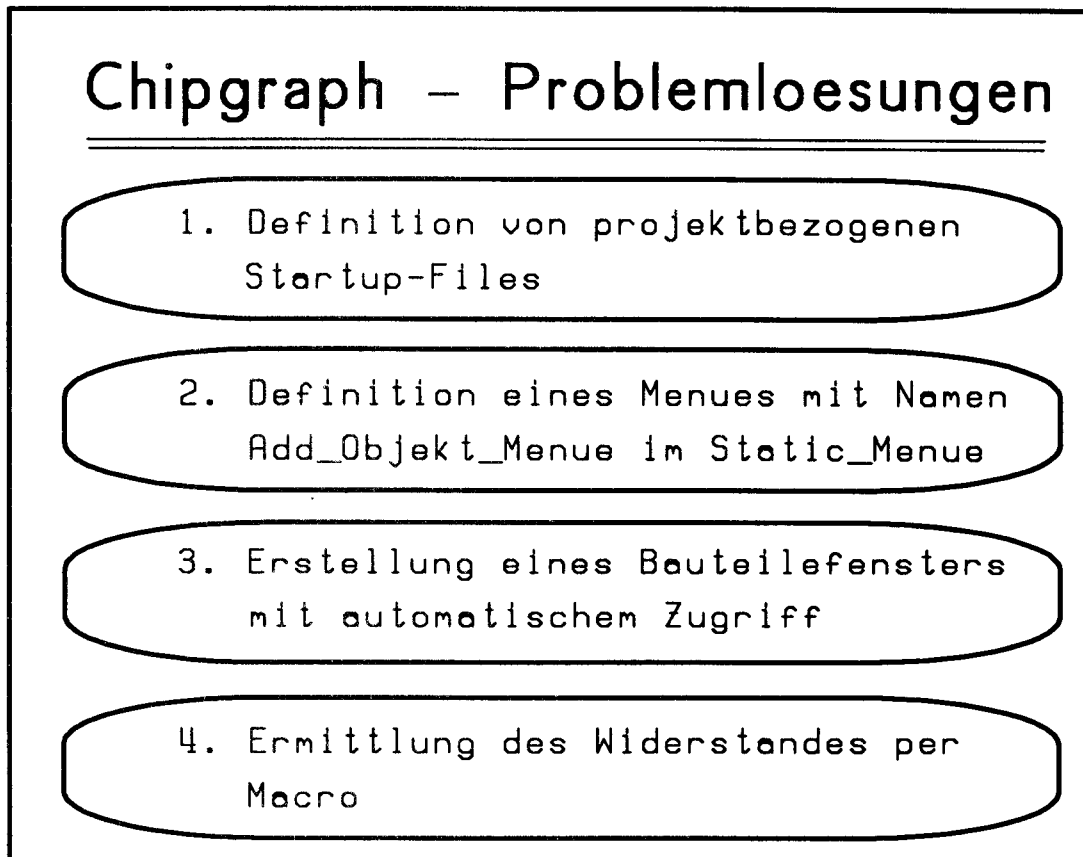 Chipgraph – Problemloesungen
1. Definition von projektbezogenen
Startup-Files
2. Definition eines Menues mit Namen
Add_Objekt_Menue im Static_Menue
3. Erstellung eines Bauteilefensters
mit automatischem Zugriff
4. Ermittlung des Widerstandes per
Macro